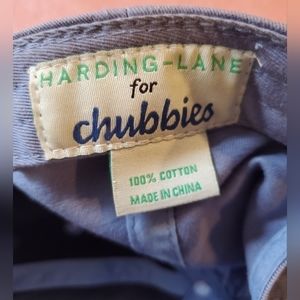 HARDING-LANE
for
chubbies
100% COTTON
MADE IN CHINA